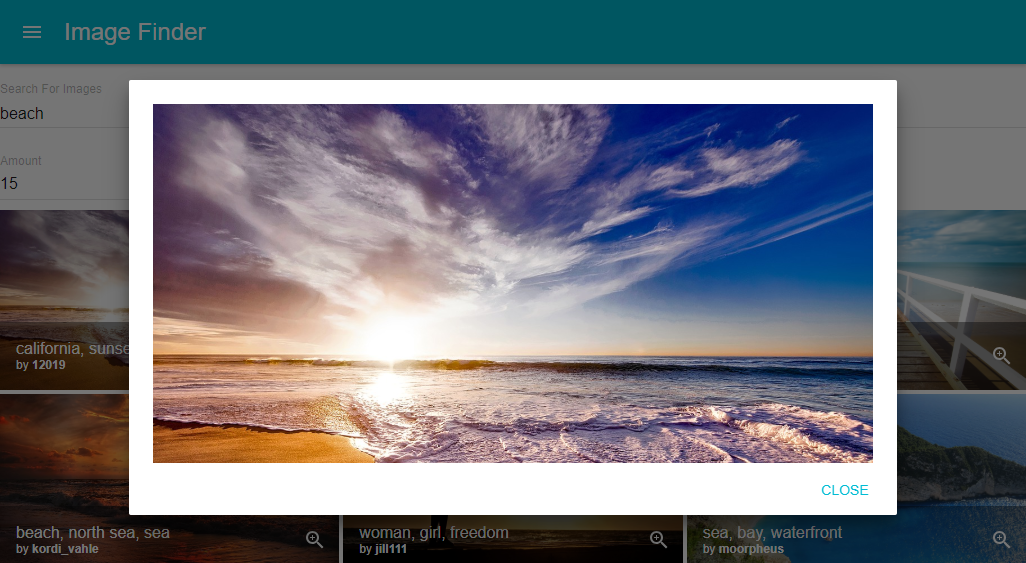 Image Finder
Search For Images
beach
Amount
15
california, sunse
by 12019
CLOSE
beach, north sea, sea
by kordi_vahle
woman, girl, freedom
by jill111
sea, bay, waterfront
by moorpheus